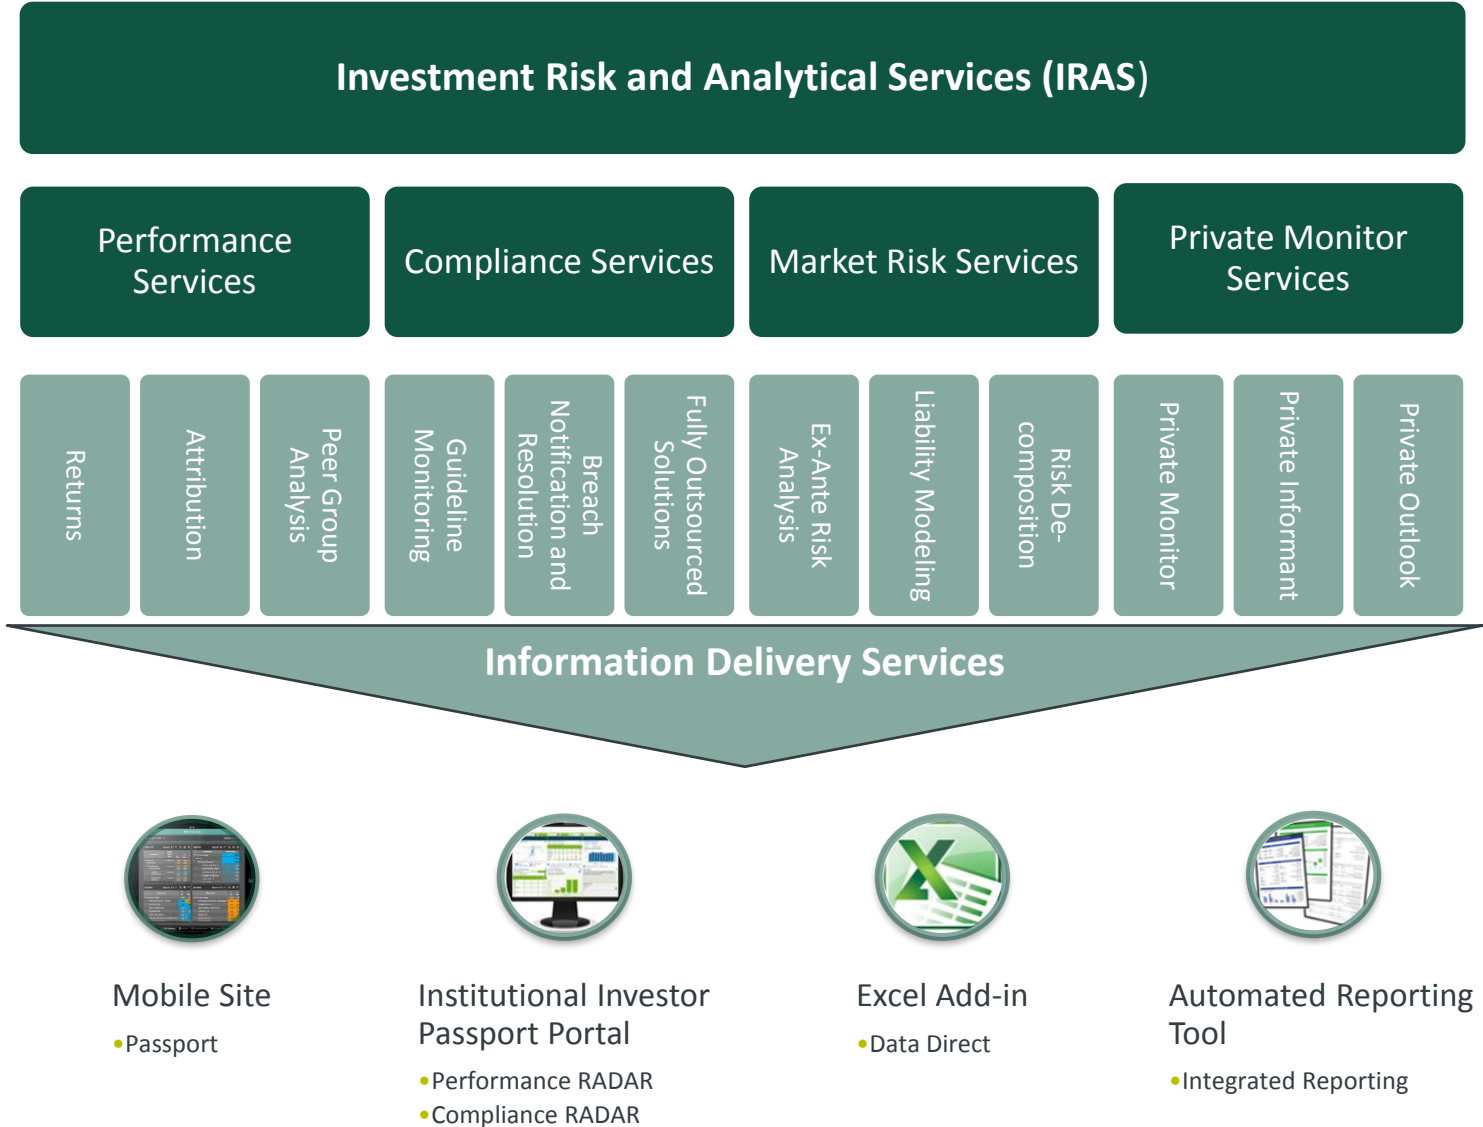 Investment Risk and Analytical Services (IRAS)
Performance
Services
Compliance Services
Market Risk Services
Private Monitor
Services
Returns
Attribution
Peer Group
Analysis
Guideline
Monitoring
Breach
Notification and
Resolution
Fully Outsourced
Solutions
Ex-Ante Risk
Analysis
Liability Modeling
Risk De-
composition
Private Monitor
Private Informant
Private Outlook
Information Delivery Services
Mobile Site
•Passport
Institutional Investor
Passport Portal
•Performance RADAR
•Compliance RADAR
Excel Add-in
•Data Direct
Automated Reporting
Tool
•Integrated Reporting